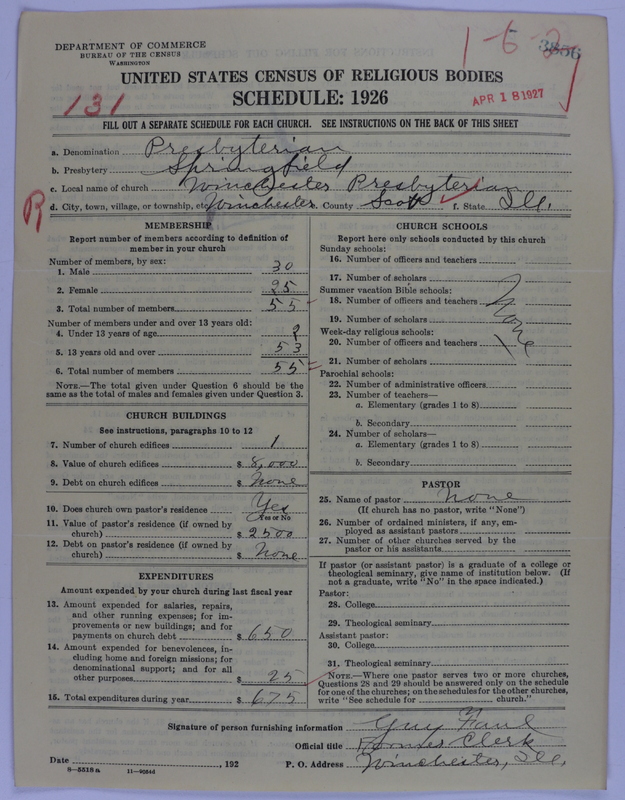 DEPARTMENT OF COMMERCE
BUREAU OF THE CENSUS
WASHINGTON
1-6-2
3856
UNITED STATES CENSUS OF RELIGIOUS BODIES
SCHEDULE: 1926
131
APR 18 1927
FILL OUT A SEPARATE SCHEDULE FOR EACH CHURCH. SEE INSTRUCTIONS ON THE BACK OF THIS SHEET
a. Denomination Presbyterian
b. Presbytery Springfield
c. Local name of church Winchester Presbyterian
R
d. City, town, village, or township, etc. Winchester e. County Scott f. State Ill.
MEMBERSHIP
Report number of members according to definition of
member in your church
Number of members, by sex:
1. Male 30
2. Female 25
3. Total number of members 55
Number of members under and over 13 years old:
4. Under 13 years of age 2
5. 13 years old and over 53
6. Total number of members 55
NOTE.—The total given under Question 6 should be the
same as the total of males and females given under Question 3.
CHURCH BUILDINGS
See instructions, paragraphs 10 to 12
7. Number of church edifices 1
8. Value of church edifices $ 8,000
9. Debt on church edifices $ None
10. Does church own pastor's residence Yes
Yes or No
11. Value of pastor's residence (if owned by
church) $ 2500
12. Debt on pastor's residence (if owned by
church) $ None
EXPENDITURES
Amount expended by your church during last fiscal year
13. Amount expended for salaries, repairs,
and other running expenses; for im-
provements or new buildings; and for
payments on church debt $ 650
14. Amount expended for benevolences, in-
cluding home and foreign missions; for
denominational support; and for all
other purposes $ 25
15. Total expenditures during year $ 675
CHURCH SCHOOLS
Report here only schools conducted by this church
Sunday schools:
16. Number of officers and teachers
17. Number of scholars
Summer vacation Bible schools:
18. Number of officers and teachers
19. Number of scholars
None
Week-day religious schools:
20. Number of officers and teachers
21. Number of scholars
Parochial schools:
22. Number of administrative officers
23. Number of teachers—
a. Elementary (grades 1 to 8)
b. Secondary
24. Number of scholars—
a. Elementary (grades 1 to 8)
b. Secondary
PASTOR
25. Name of pastor None
(If church has no pastor, write "None")
26. Number of ordained ministers, if any, em-
ployed as assistant pastors
27. Number of other churches served by the
pastor or his assistants
If pastor (or assistant pastor) is a graduate of a college or
theological seminary, give name of institution below. (If
not a graduate, write "No" in the space indicated.)
Pastor:
28. College
29. Theological seminary
Assistant pastor:
30. College
31. Theological seminary
NOTE.—Where one pastor serves two or more churches,
Questions 28 and 29 should be answered only on the schedule
for one of the churches; on the schedules for the other churches,
write "See schedule for church."
Signature of person furnishing information Guy
Official title Clerk
Date , 192 P. O. Address Winchester, Ill.
8—5518a 11—